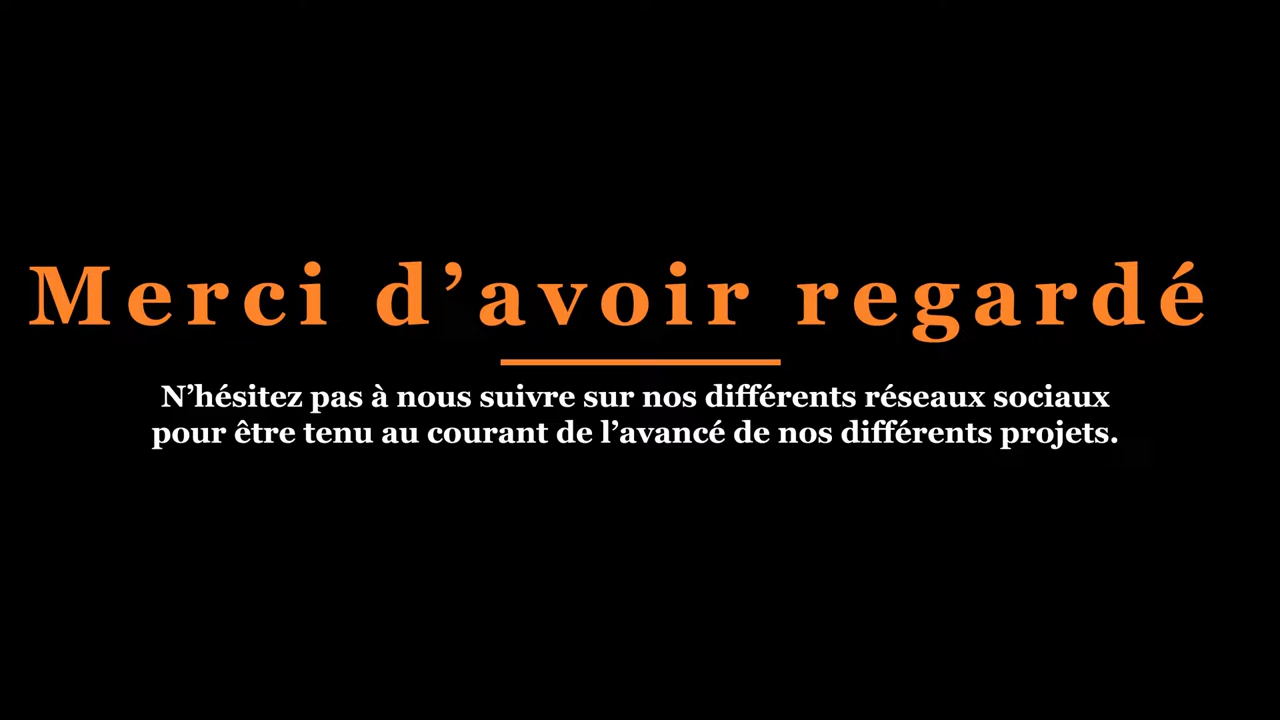 Merci d’avoir regardé
N’hésitez pas à nous suivre sur nos différents réseaux sociaux
pour être tenu au courant de l’avancé de nos différents projets.